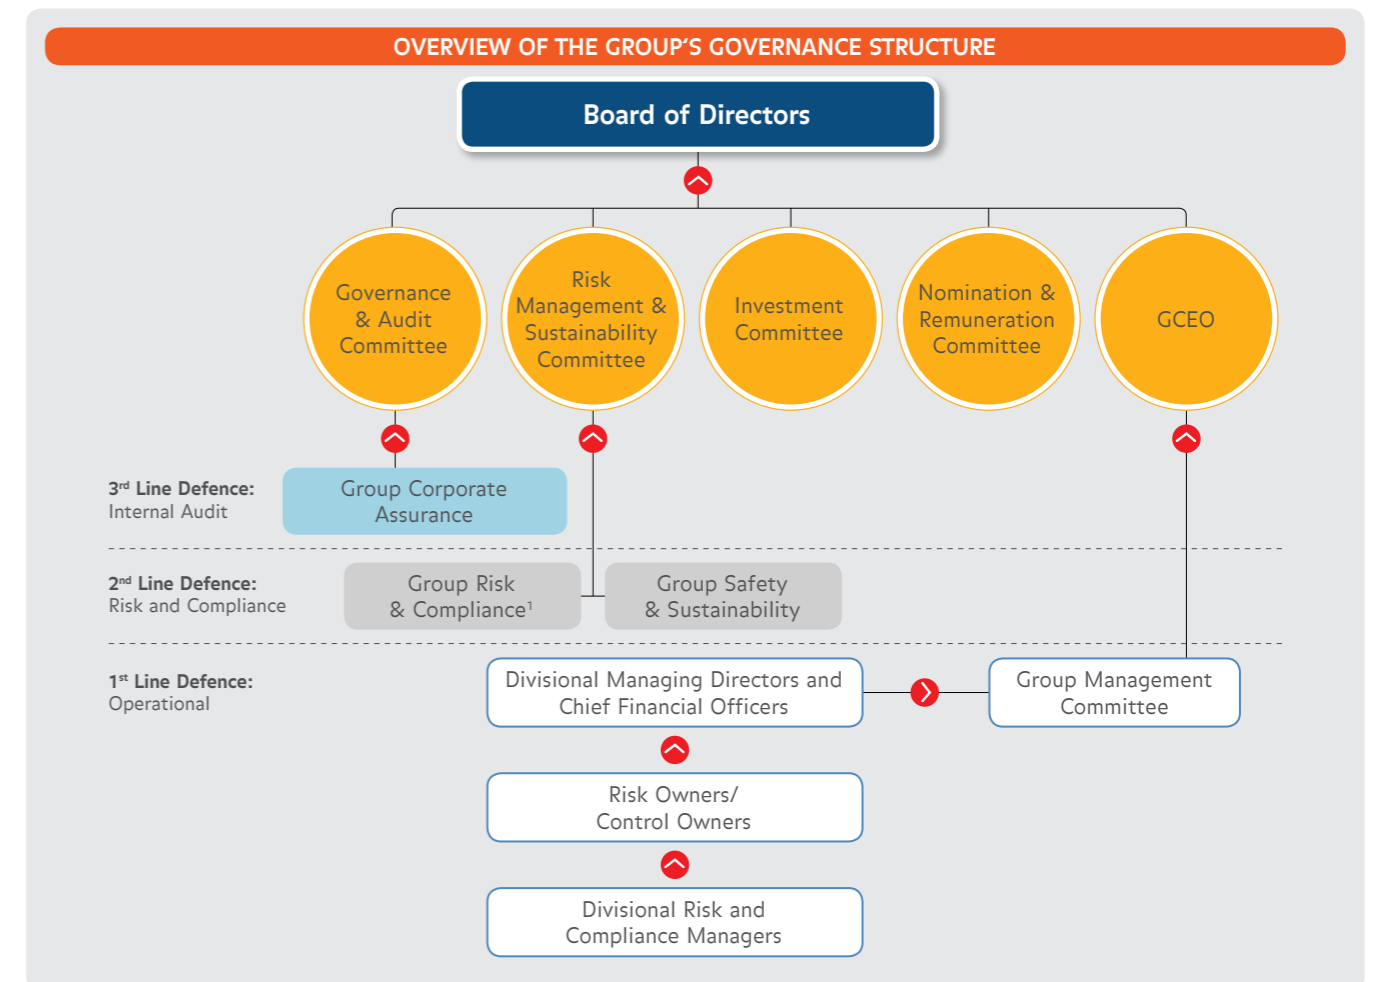 OVERVIEW OF THE GROUP’S GOVERNANCE STRUCTURE
Board of Directors
Governance
& Audit
Committee
Risk
Management &
Sustainability
Committee
Investment
Committee
Nomination &
Remuneration
Committee
GCEO
3rd Line Defence:
Internal Audit
Group Corporate
Assurance
2nd Line Defence:
Risk and Compliance
Group Risk
& Compliance1
Group Safety
& Sustainability
1st Line Defence:
Operational
Divisional Managing Directors and
Chief Financial Officers
Group Management
Committee
Risk Owners/
Control Owners
Divisional Risk and
Compliance Managers